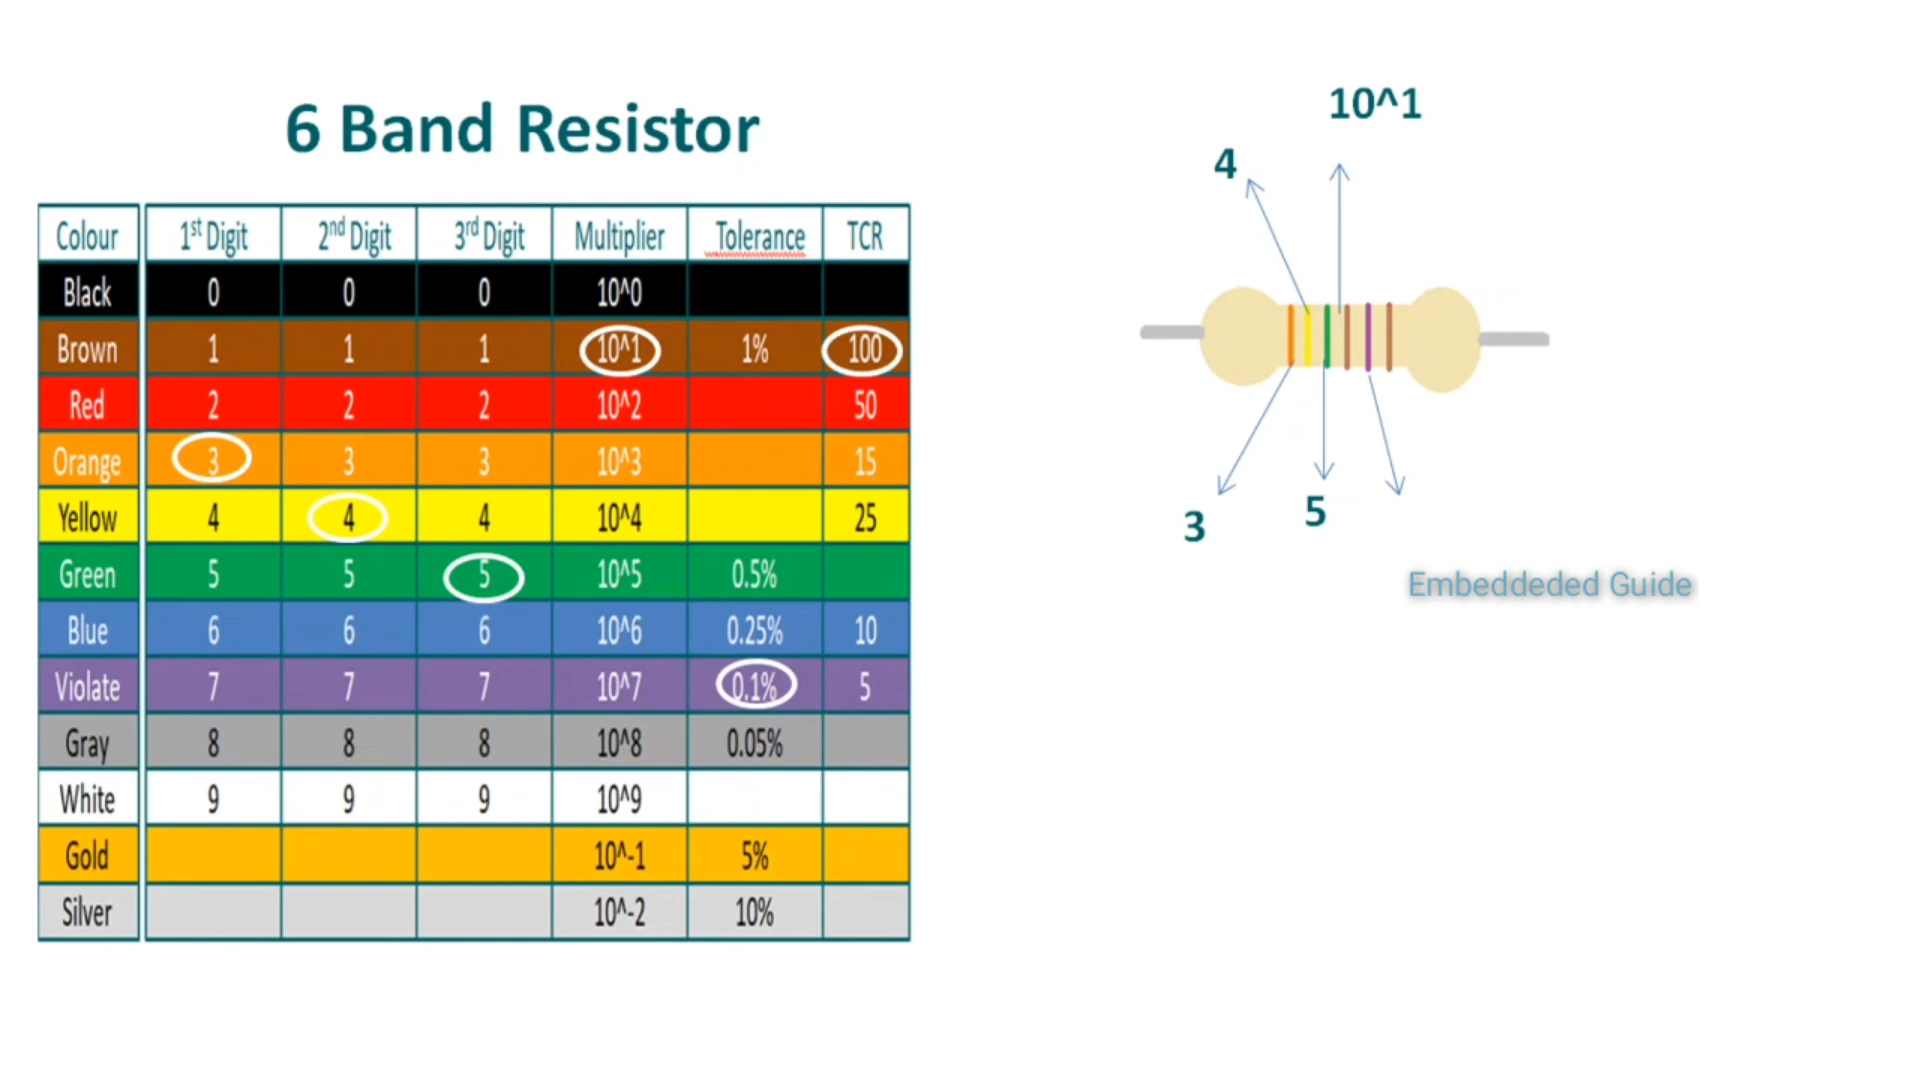 6 Band Resistor
Colour 1st Digit 2nd Digit 3rd Digit Multiplier Tolerance TCR
Black 0 0 0 10^0
Brown 1 1 1 10^1 1% 100
Red 2 2 2 10^2 50
Orange 3 3 3 10^3 15
Yellow 4 4 4 10^4 25
Green 5 5 5 10^5 0.5%
Blue 6 6 6 10^6 0.25% 10
Violate 7 7 7 10^7 0.1% 5
Gray 8 8 8 10^8 0.05%
White 9 9 9 10^9
Gold 10^-1 5%
Silver 10^-2 10%
10^1
4
3
5
Embeddeded Guide